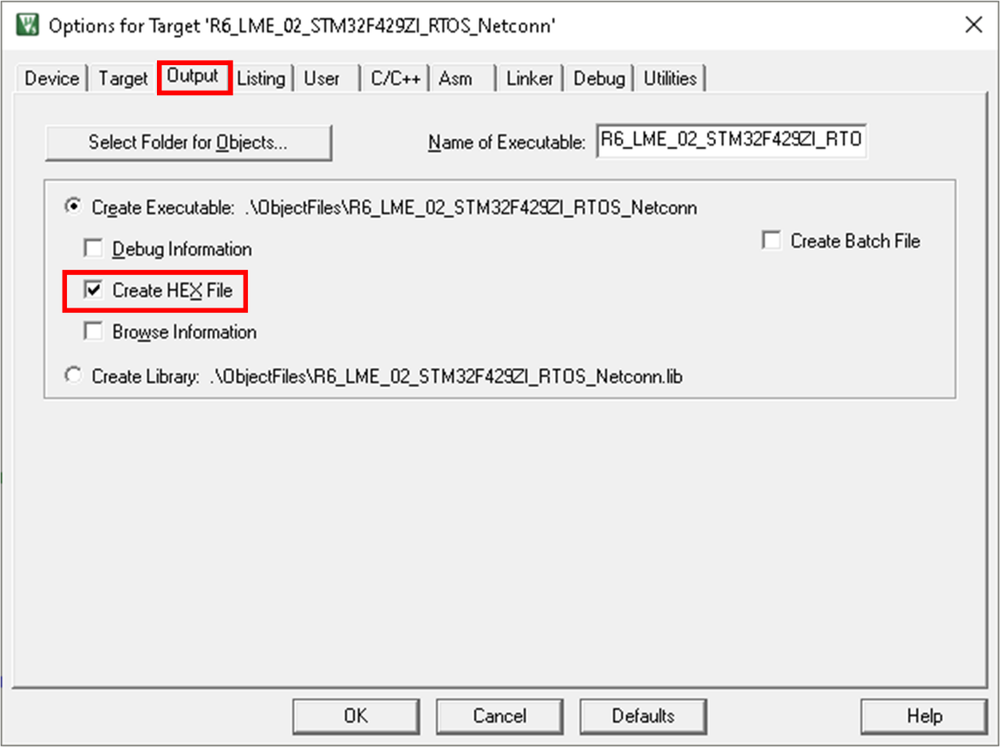 Options for Target 'R6_LME_02_STM32F429ZI_RTOS_Netconn'
Device Target Output Listing User C/C++ Asm Linker Debug Utilities
Select Folder for Objects... Name of Executable: R6_LME_02_STM32F429ZI_RTO
Create Executable: .\ObjectFiles\R6_LME_02_STM32F429ZI_RTOS_Netconn
Debug Information Create Batch File
Create HEX File
Browse Information
Create Library: .\ObjectFiles\R6_LME_02_STM32F429ZI_RTOS_Netconn.lib
OK Cancel Defaults Help